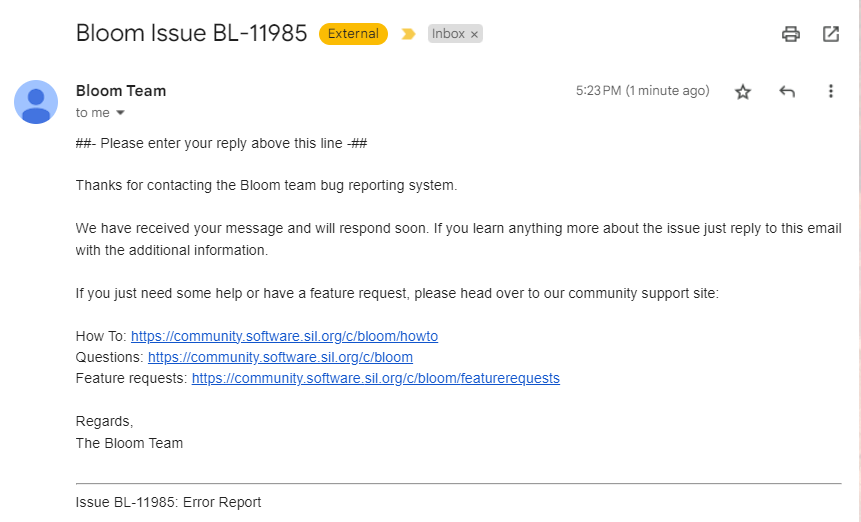 Bloom Issue BL-11985 External Inbox ×
Bloom Team 5:23 PM (1 minute ago)
to me
##- Please enter your reply above this line -##
Thanks for contacting the Bloom team bug reporting system.
We have received your message and will respond soon. If you learn anything more about the issue just reply to this email
with the additional information.
If you just need some help or have a feature request, please head over to our community support site:
How To: https://community.software.sil.org/c/bloom/howto
Questions: https://community.software.sil.org/c/bloom
Feature requests: https://community.software.sil.org/c/bloom/featurerequests
Regards,
The Bloom Team
Issue BL-11985: Error Report